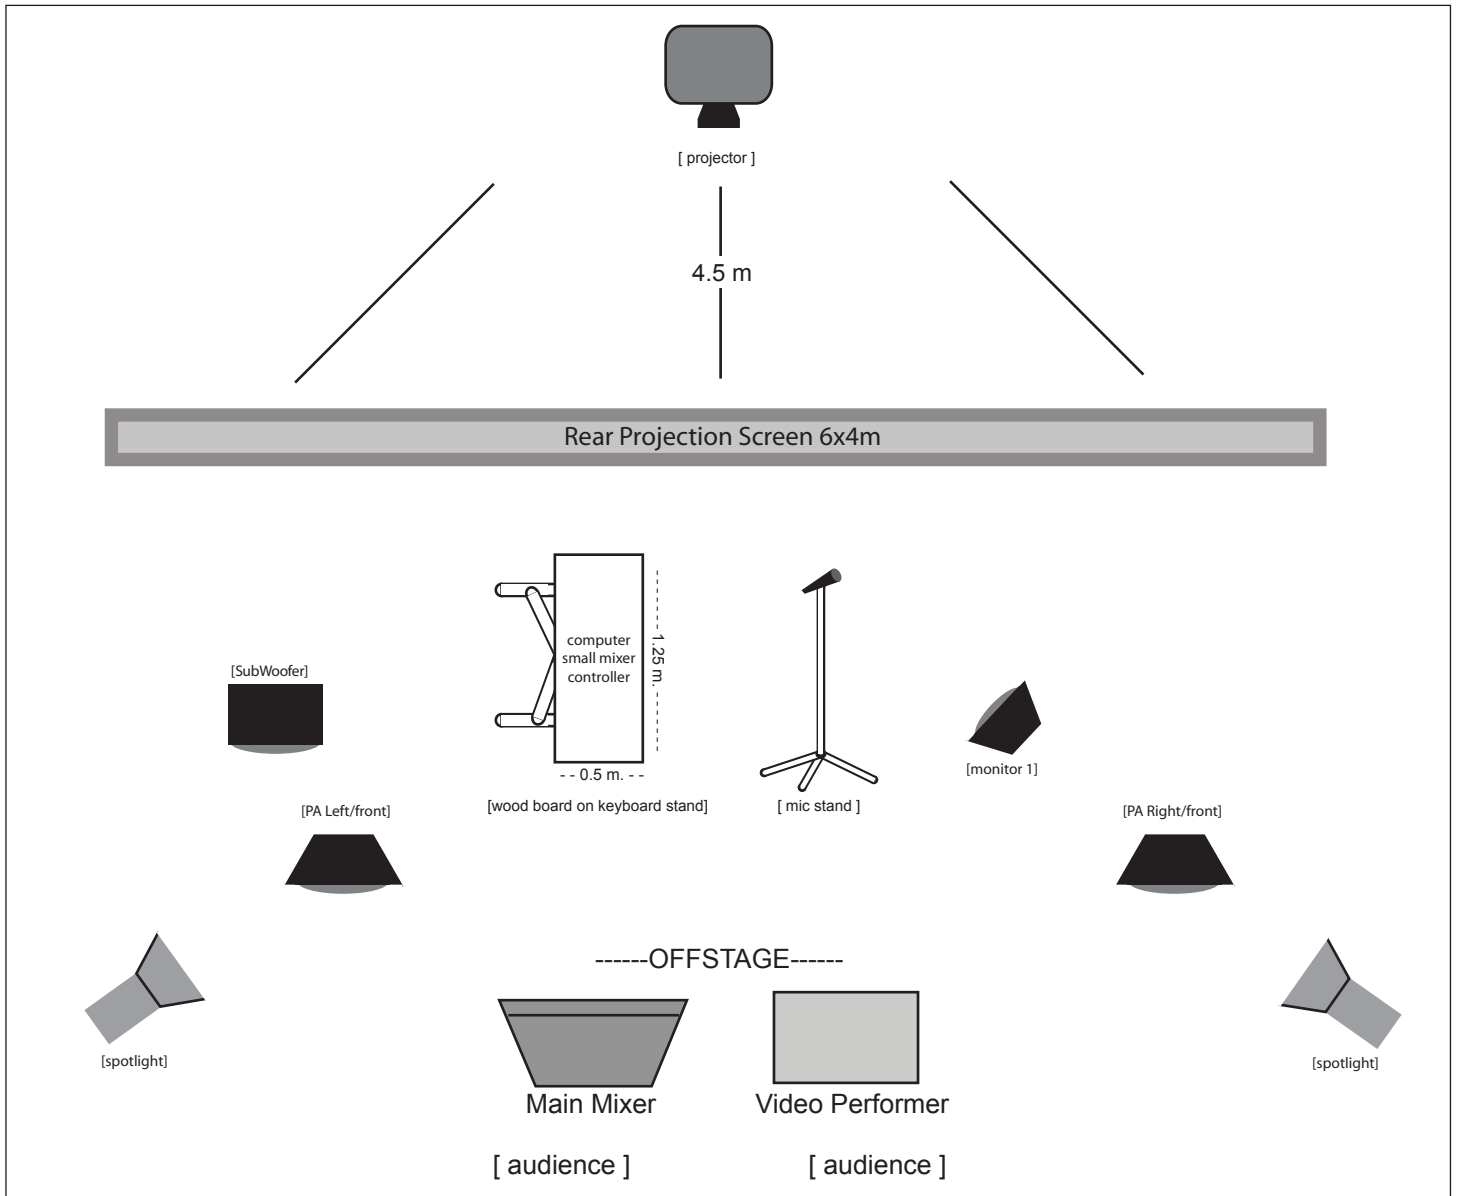 [ projector ]
4.5 m
Rear Projection Screen 6x4m
computer
small mixer
controller
1.25 m.
- - 0.5 m. - -
[wood board on keyboard stand]
[ mic stand ]
[SubWoofer]
[monitor 1]
[PA Left/front]
[PA Right/front]
------OFFSTAGE------
[spotlight]
[spotlight]
Main Mixer
Video Performer
[ audience ]
[ audience ]